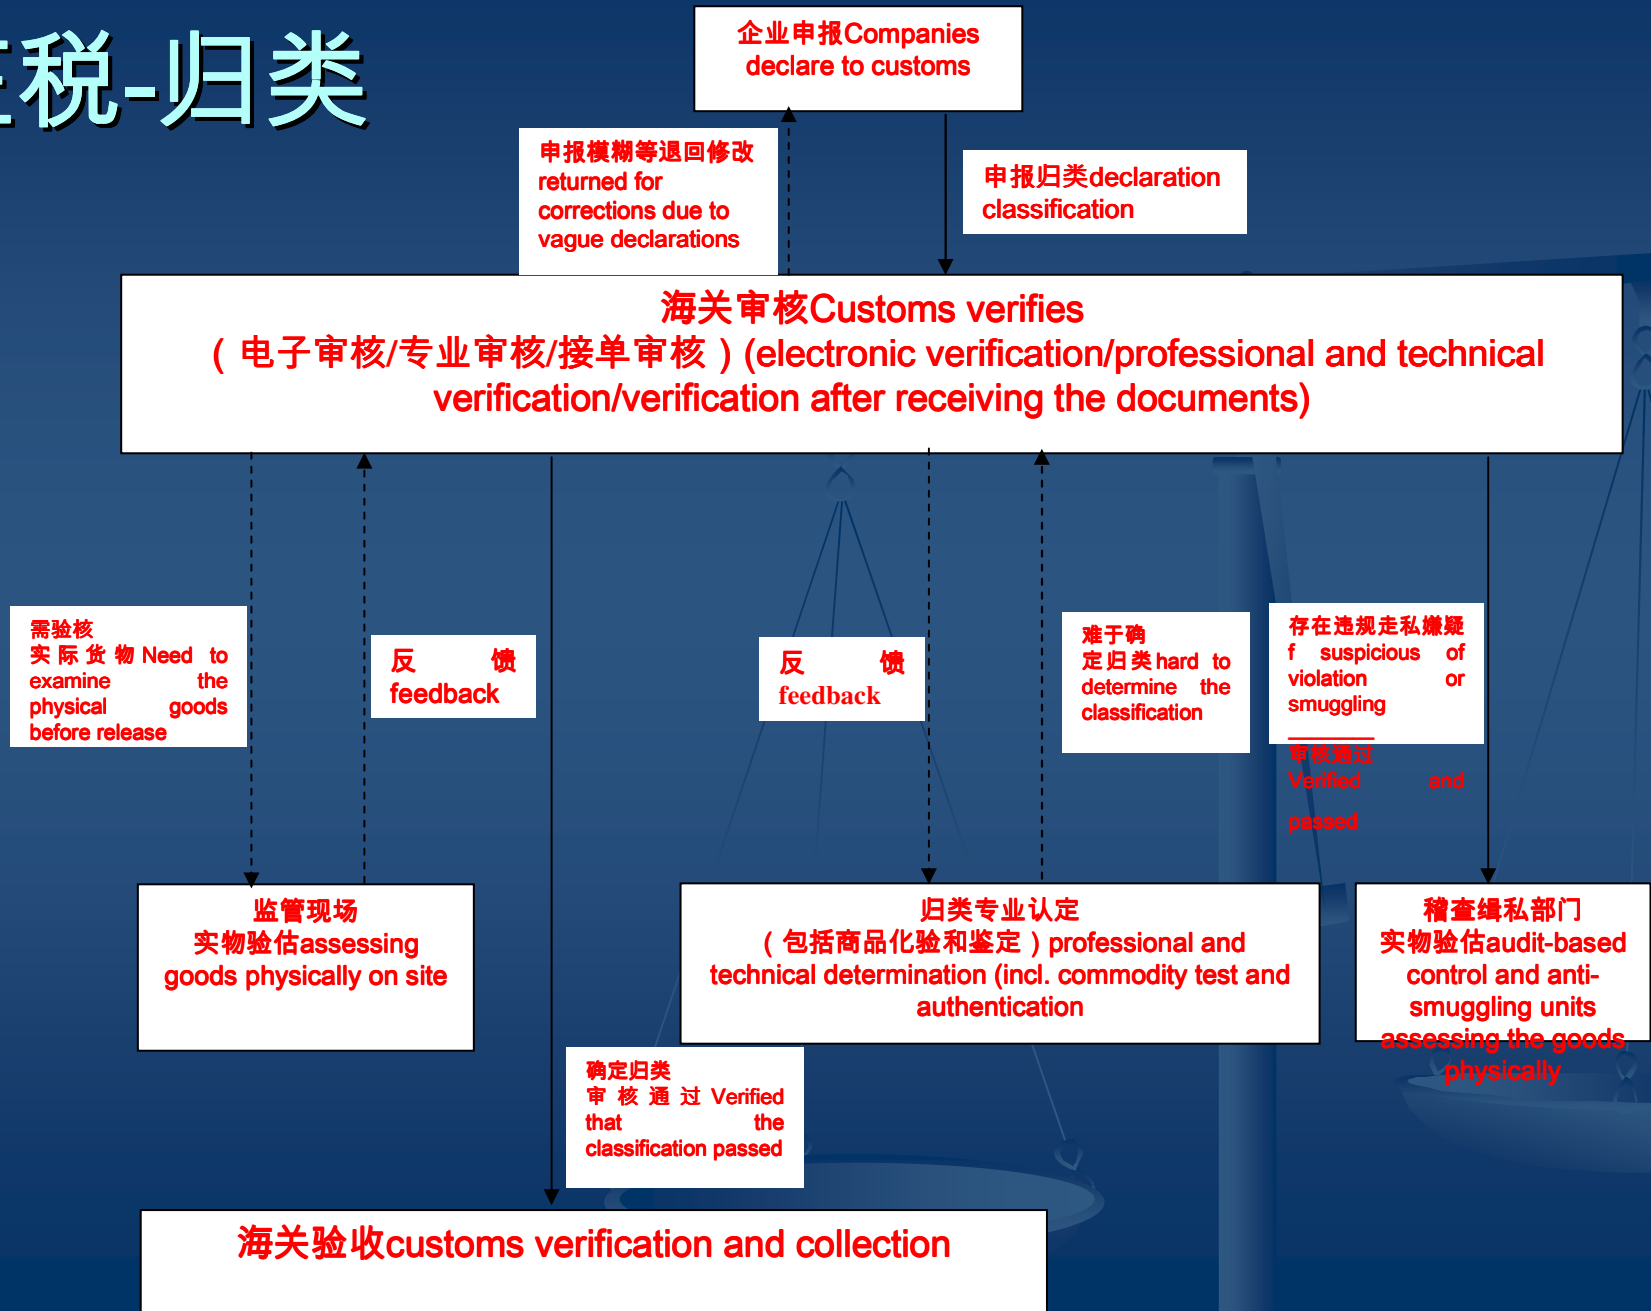 税-归类
企业申报Companies
declare to customs
申报模糊等退回修改
returned for
corrections due to
vague declarations
申报归类declaration
classification
海关审核Customs verifies
（电子审核/专业审核/接单审核）(electronic verification/professional and technical
verification/verification after receiving the documents)
需验核
实际货物Need to
examine the
physical goods
before release
反 馈
feedback
反 馈
feedback
难于确
定归类hard to
determine the
classification
存在违规走私嫌疑
f suspicious of
violation or
smuggling
________
审核通过
Verified and
passed
监管现场
实物验估assessing
goods physically on site
归类专业认定
（包括商品化验和鉴定）professional and
technical determination (incl. commodity test and
authentication
稽查缉私部门
实物验估audit-based
control and anti-
smuggling units
assessing the goods
physically
确定归类
审核通过Verified
that the
classification passed
海关验收customs verification and collection